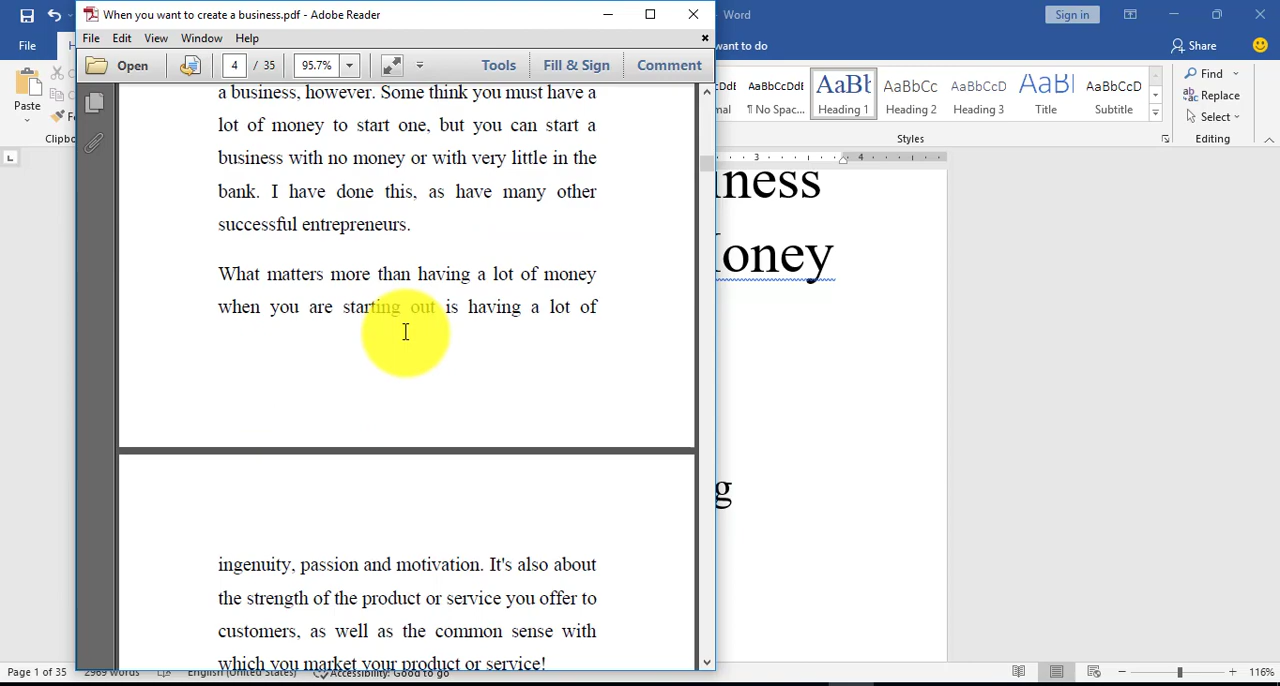 When you want to create a business.pdf - Adobe Reader
Word
Sign in
File Edit View Window Help
File
want to do
Share
Open
4 / 35
95.7%
Tools
Fill & Sign
Comment
Paste
Find
Replace
Select
AaBb
AaBbCc
AaBbCc
AaBl
AaBbCcD
AaBbCcDdE
¶ No Spac...
Heading 1
Heading 2
Heading 3
Title
Subtitle
Styles
Editing
3
4
a business, however. Some think you must have a
lot of money to start one, but you can start a
business with no money or with very little in the
bank. I have done this, as have many other
successful entrepreneurs.
What matters more than having a lot of money
when you are starting out is having a lot of
ingenuity, passion and motivation. It's also about
the strength of the product or service you offer to
customers, as well as the common sense with
which you market your product or service!
Money
g
Page 1 of 35
2989 words
English (United States)
Accessibility: Good to go
116%